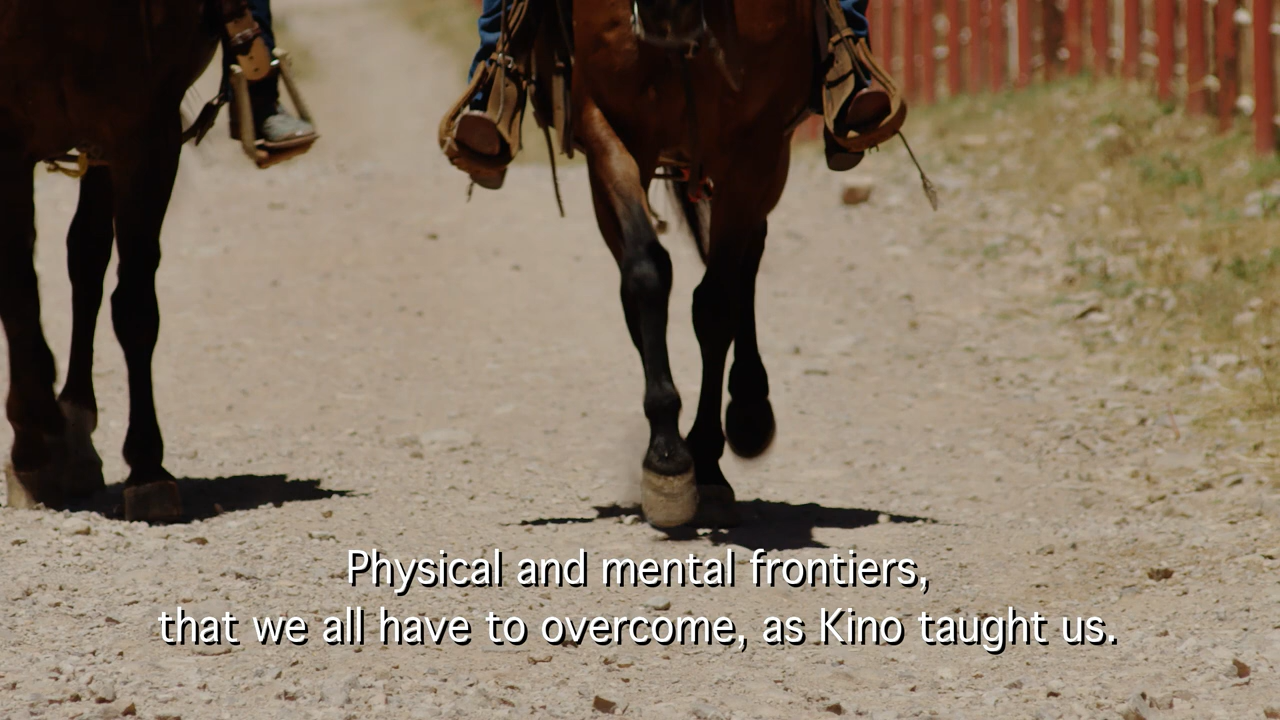 Physical and mental frontiers,
that we all have to overcome, as Kino taught us.